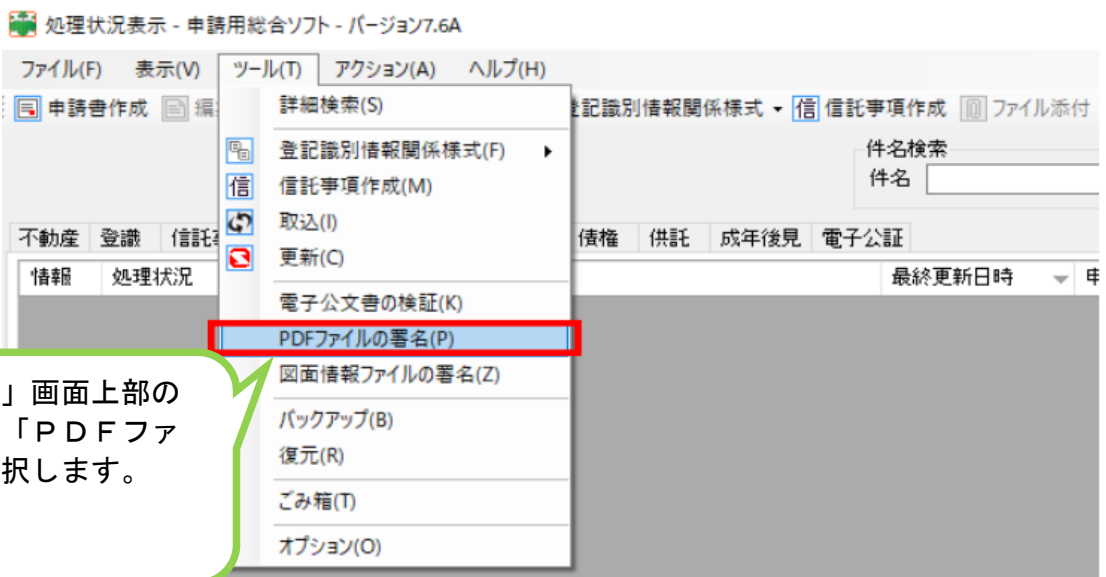 処理状況表示 - 申請用総合ソフト - バージョン7.6A
ファイル(F) 表示(V) ツール(T) アクション(A) ヘルプ(H)
申請書作成 編 登記識別情報関係様式 信 信託事項作成 ファイル添付
件名検索
件名
不動産 登識 信託 債権 供託 成年後見 電子公証
情報 処理状況 最終更新日時 申
詳細検索(S)
登記識別情報関係様式(F)
信 信託事項作成(M)
取込(I)
更新(C)
電子公文書の検証(K)
PDFファイルの署名(P)
図面情報ファイルの署名(Z)
バックアップ(B)
復元(R)
ごみ箱(T)
オプション(O)
」画面上部の
「ＰＤＦファ
択します。